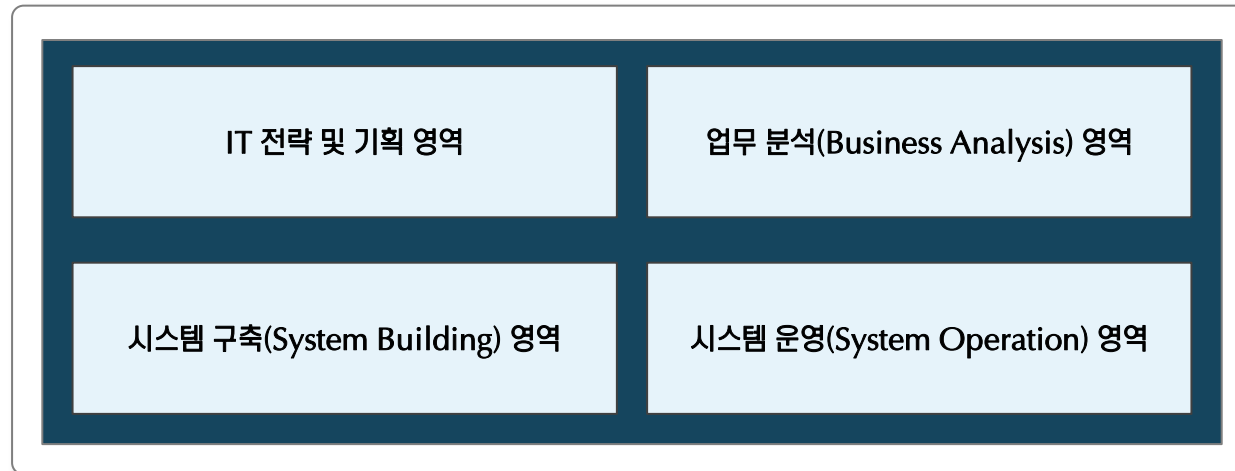 IT 전략 및 기획 영역
업무 분석(Business Analysis) 영역
시스템 구축(System Building) 영역
시스템 운영(System Operation) 영역